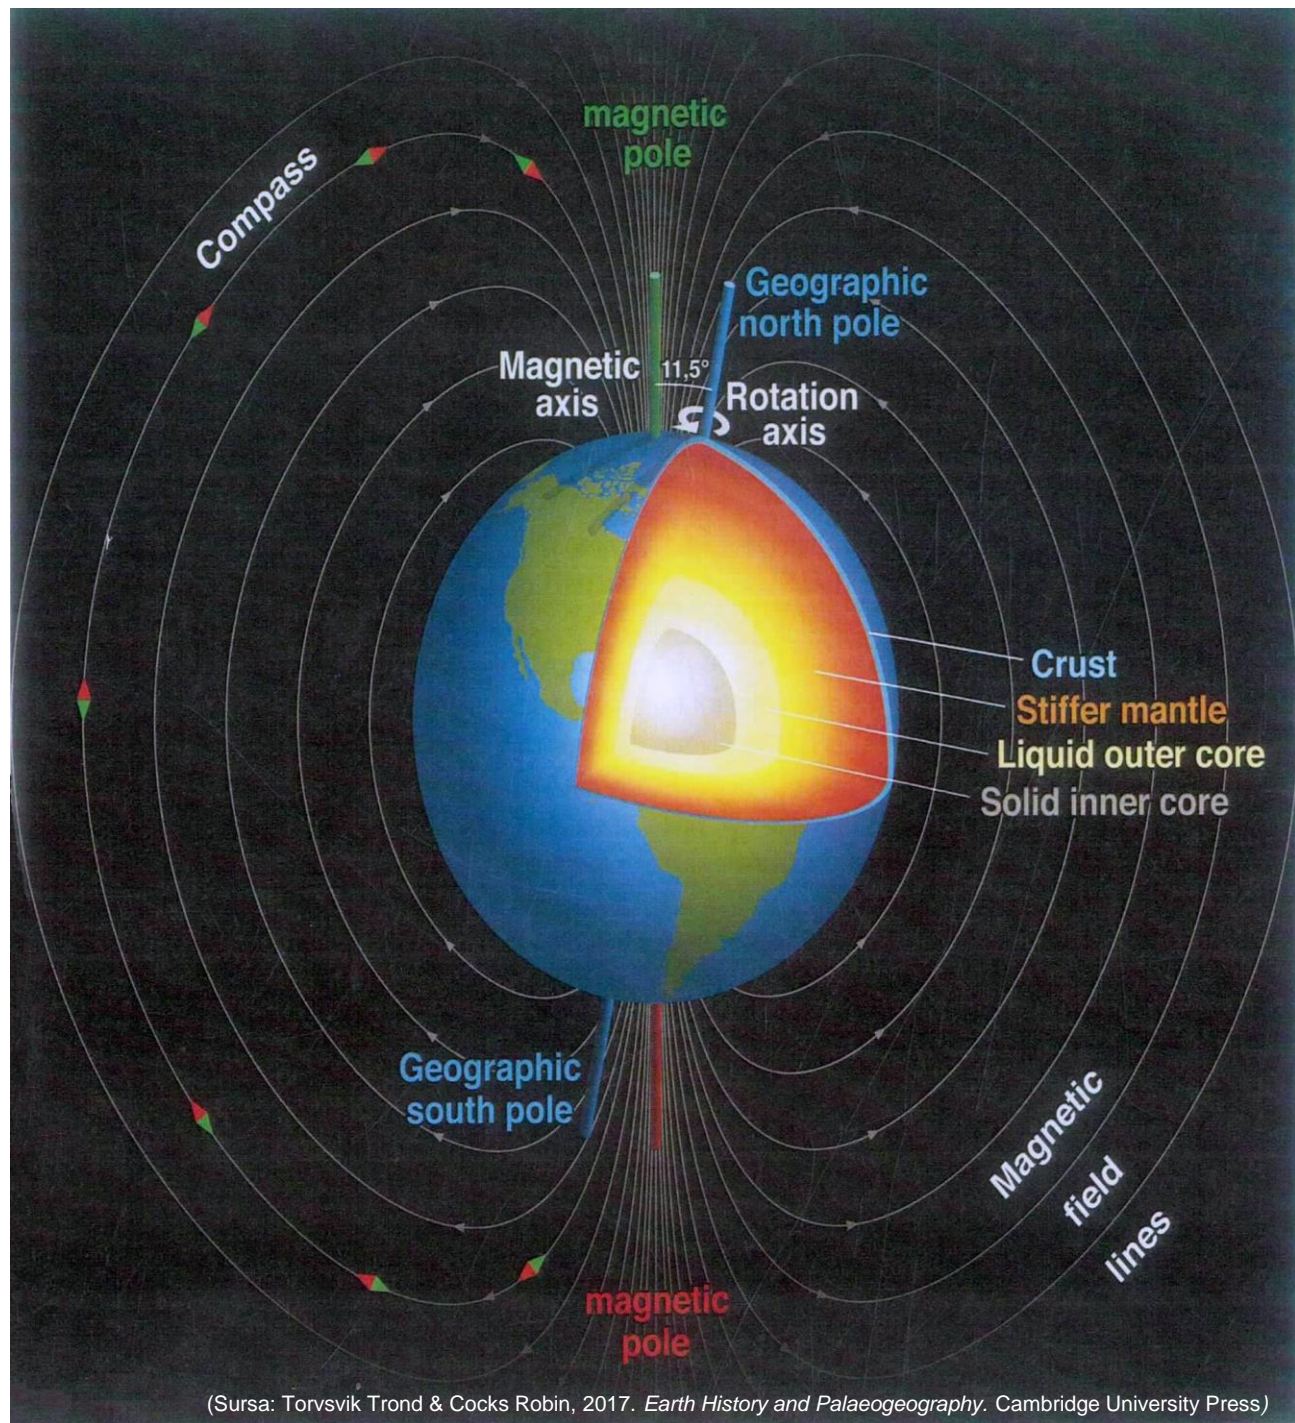 magnetic
pole
Compass
Geographic
north pole
Magnetic
axis
11,5°
Rotation
axis
Crust
Stiffer mantle
Liquid outer core
Solid inner core
Geographic
south pole
Magnetic
field
lines
magnetic
pole
(Sursa: Torvsvik Trond & Cocks Robin, 2017. Earth History and Palaeogeography. Cambridge University Press)